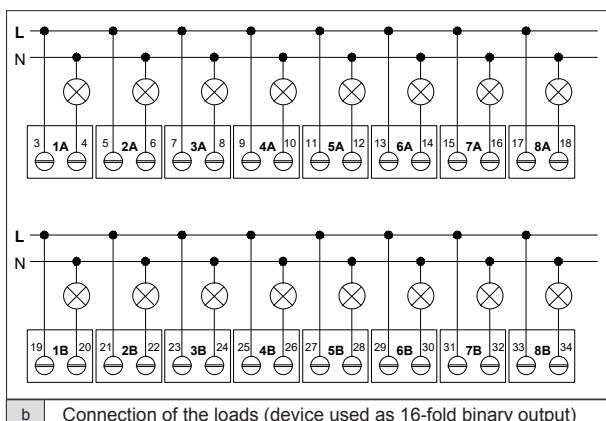 L
N
3 1A 4 5 2A 6 7 3A 8 9 4A 10 11 5A 12 13 6A 14 15 7A 16 17 8A 18
L
N
19 1B 20 21 2B 22 23 3B 24 25 4B 26 27 5B 28 29 6B 30 31 7B 32 33 8B 34
b Connection of the loads (device used as 16-fold binary output)